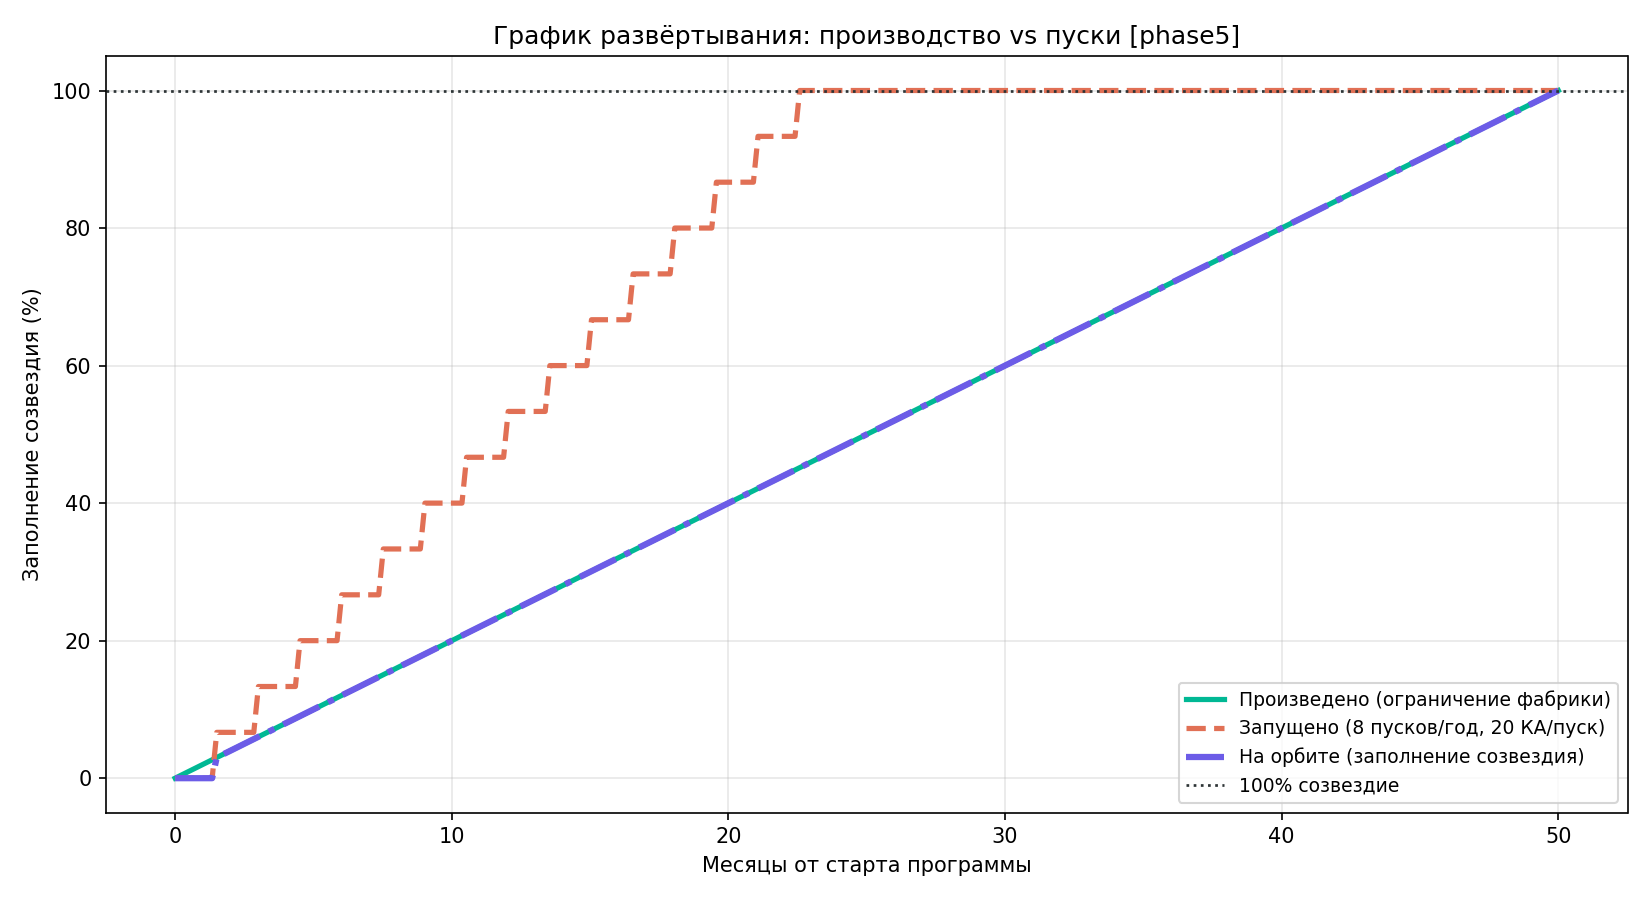 График развёртывания: производство vs пуски [phase5]
Заполнение созвездия (%)
100
80
60
40
20
0
0 10 20 30 40 50
Месяцы от старта программы
Произведено (ограничение фабрики)
Запущено (8 пусков/год, 20 КА/пуск)
На орбите (заполнение созвездия)
100% созвездие